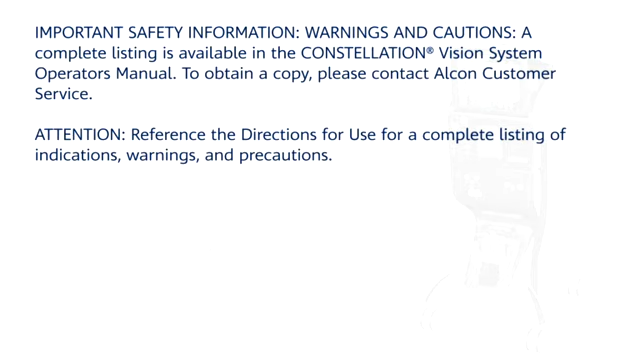 IMPORTANT SAFETY INFORMATION: WARNINGS AND CAUTIONS: A
complete listing is available in the CONSTELLATION® Vision System
Operators Manual. To obtain a copy, please contact Alcon Customer
Service.
ATTENTION: Reference the Directions for Use for a complete listing of
indications, warnings, and precautions.